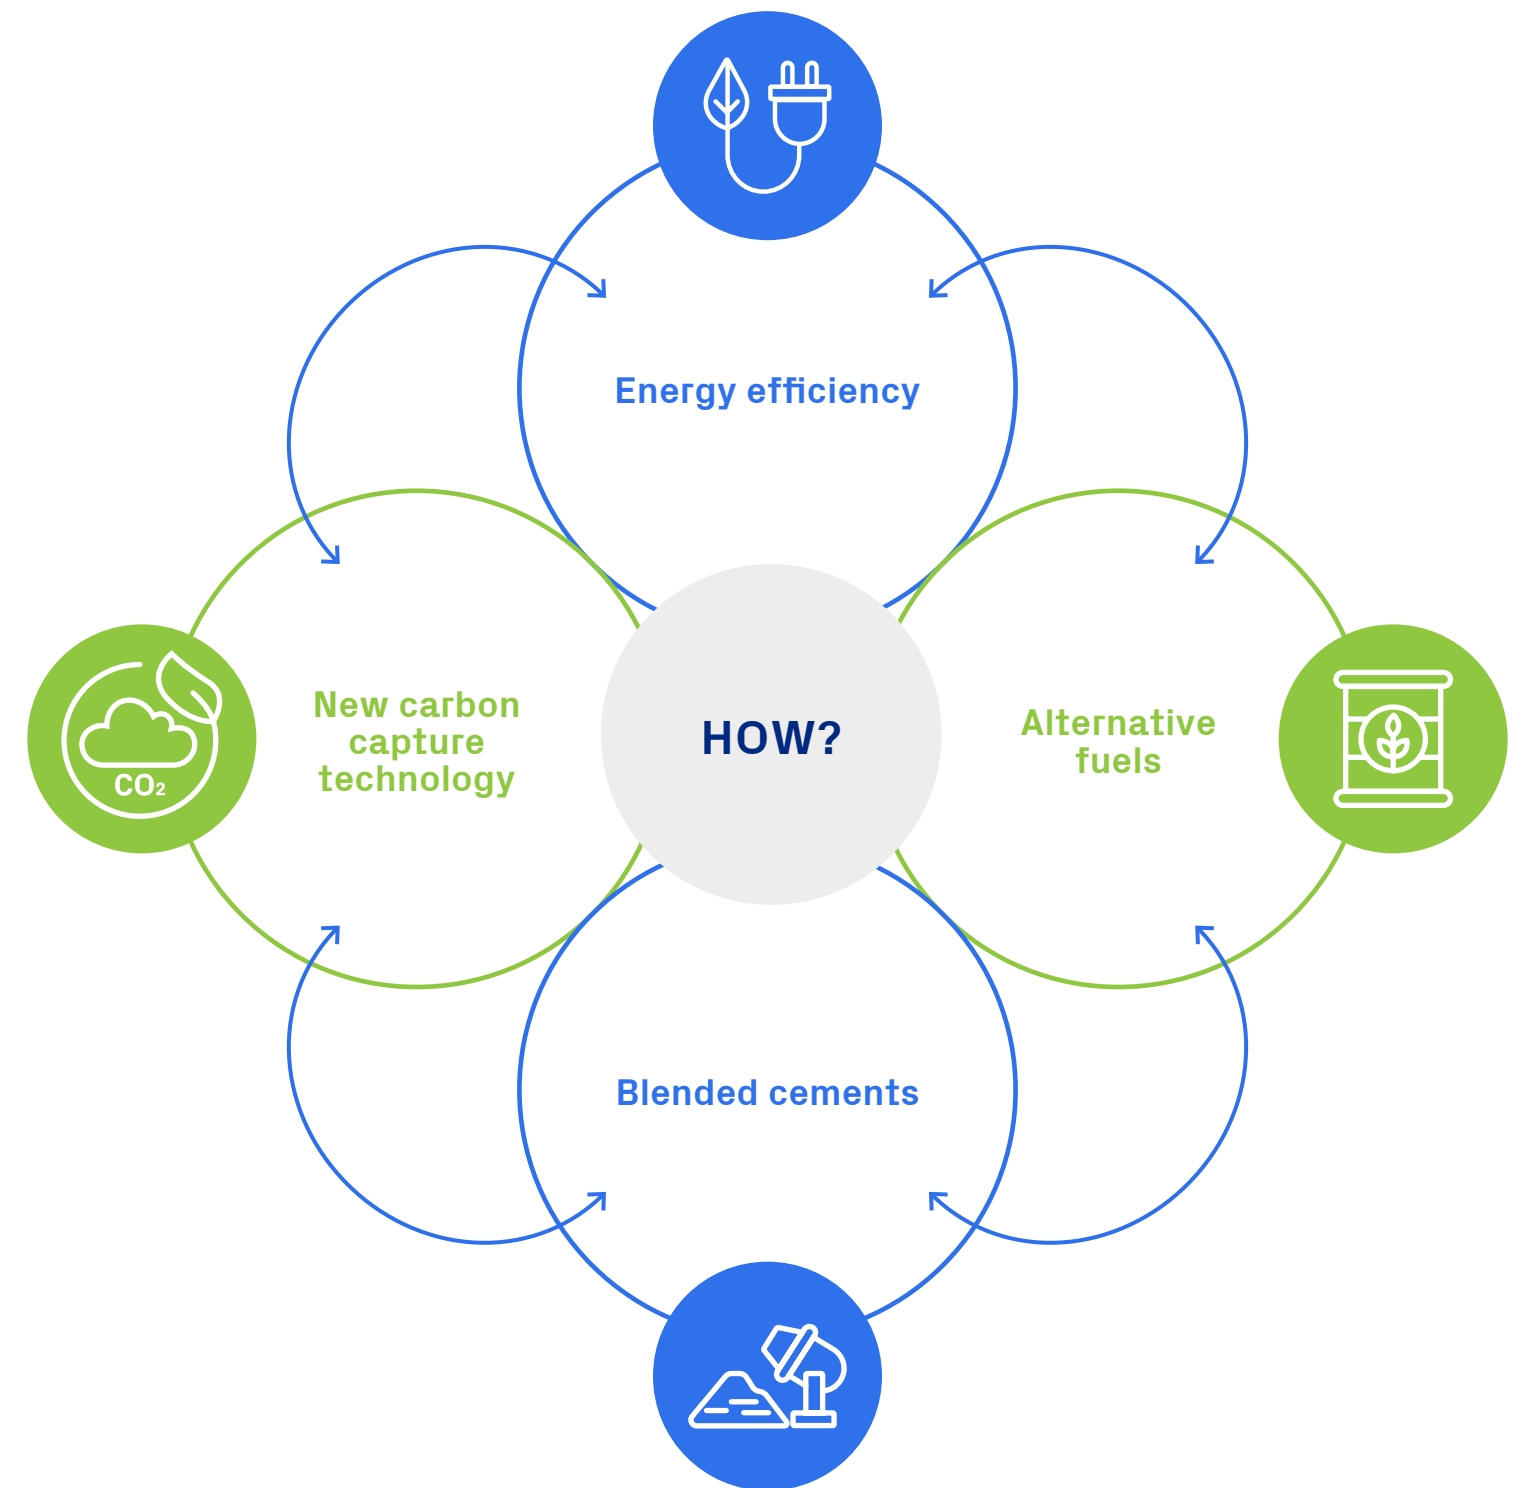 Energy efficiency
New carbon
capture
technology
CO₂
HOW?
Alternative
fuels
Blended cements